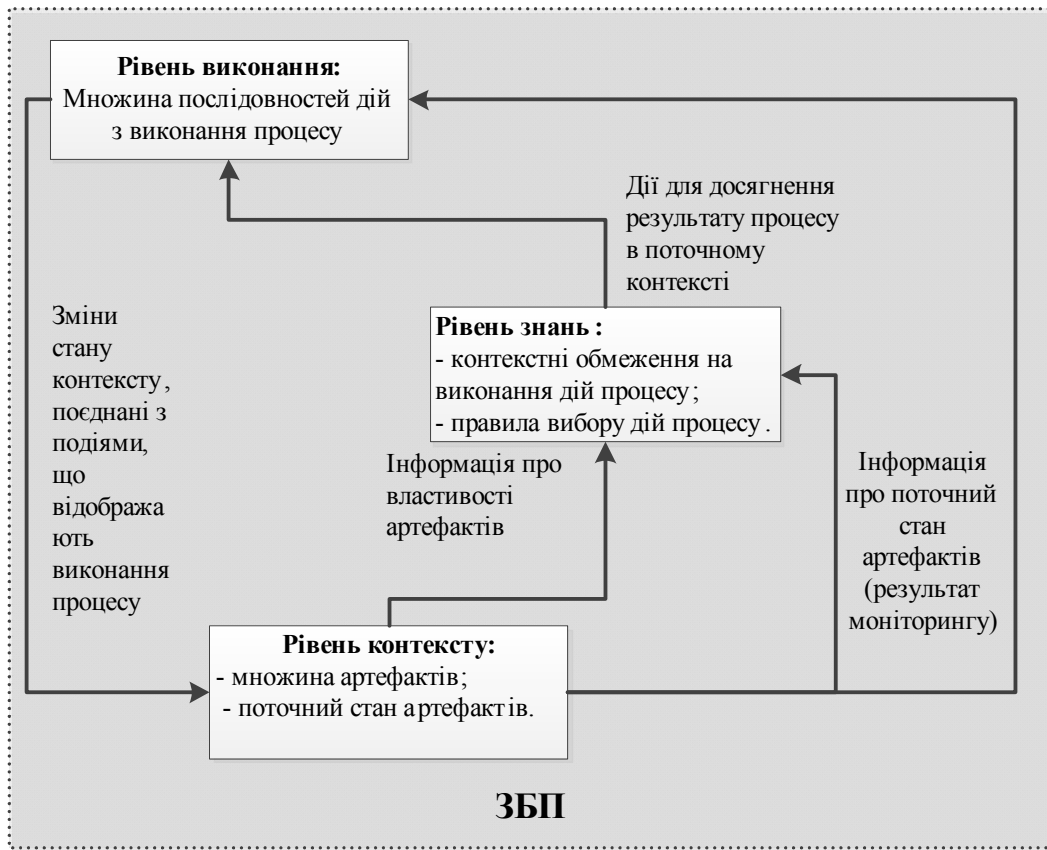 Рівень виконання:
Множина послідовностей дій
з виконання процесу
Дії для досягнення
результату процесу
в поточному
контексті
Зміни
стану
контексту,
поєднані з
подіями,
що
відобража
ють
виконання
процесу
Рівень знань :
- контекстні обмеження на
виконання дій процесу;
- правила вибору дій процесу .
Інформація про
властивості
артефактів
Інформація
про поточний
стан
артефактів
(результат
моніторингу)
Рівень контексту:
- множина артефактів;
- поточний стан артефактів.
ЗБП